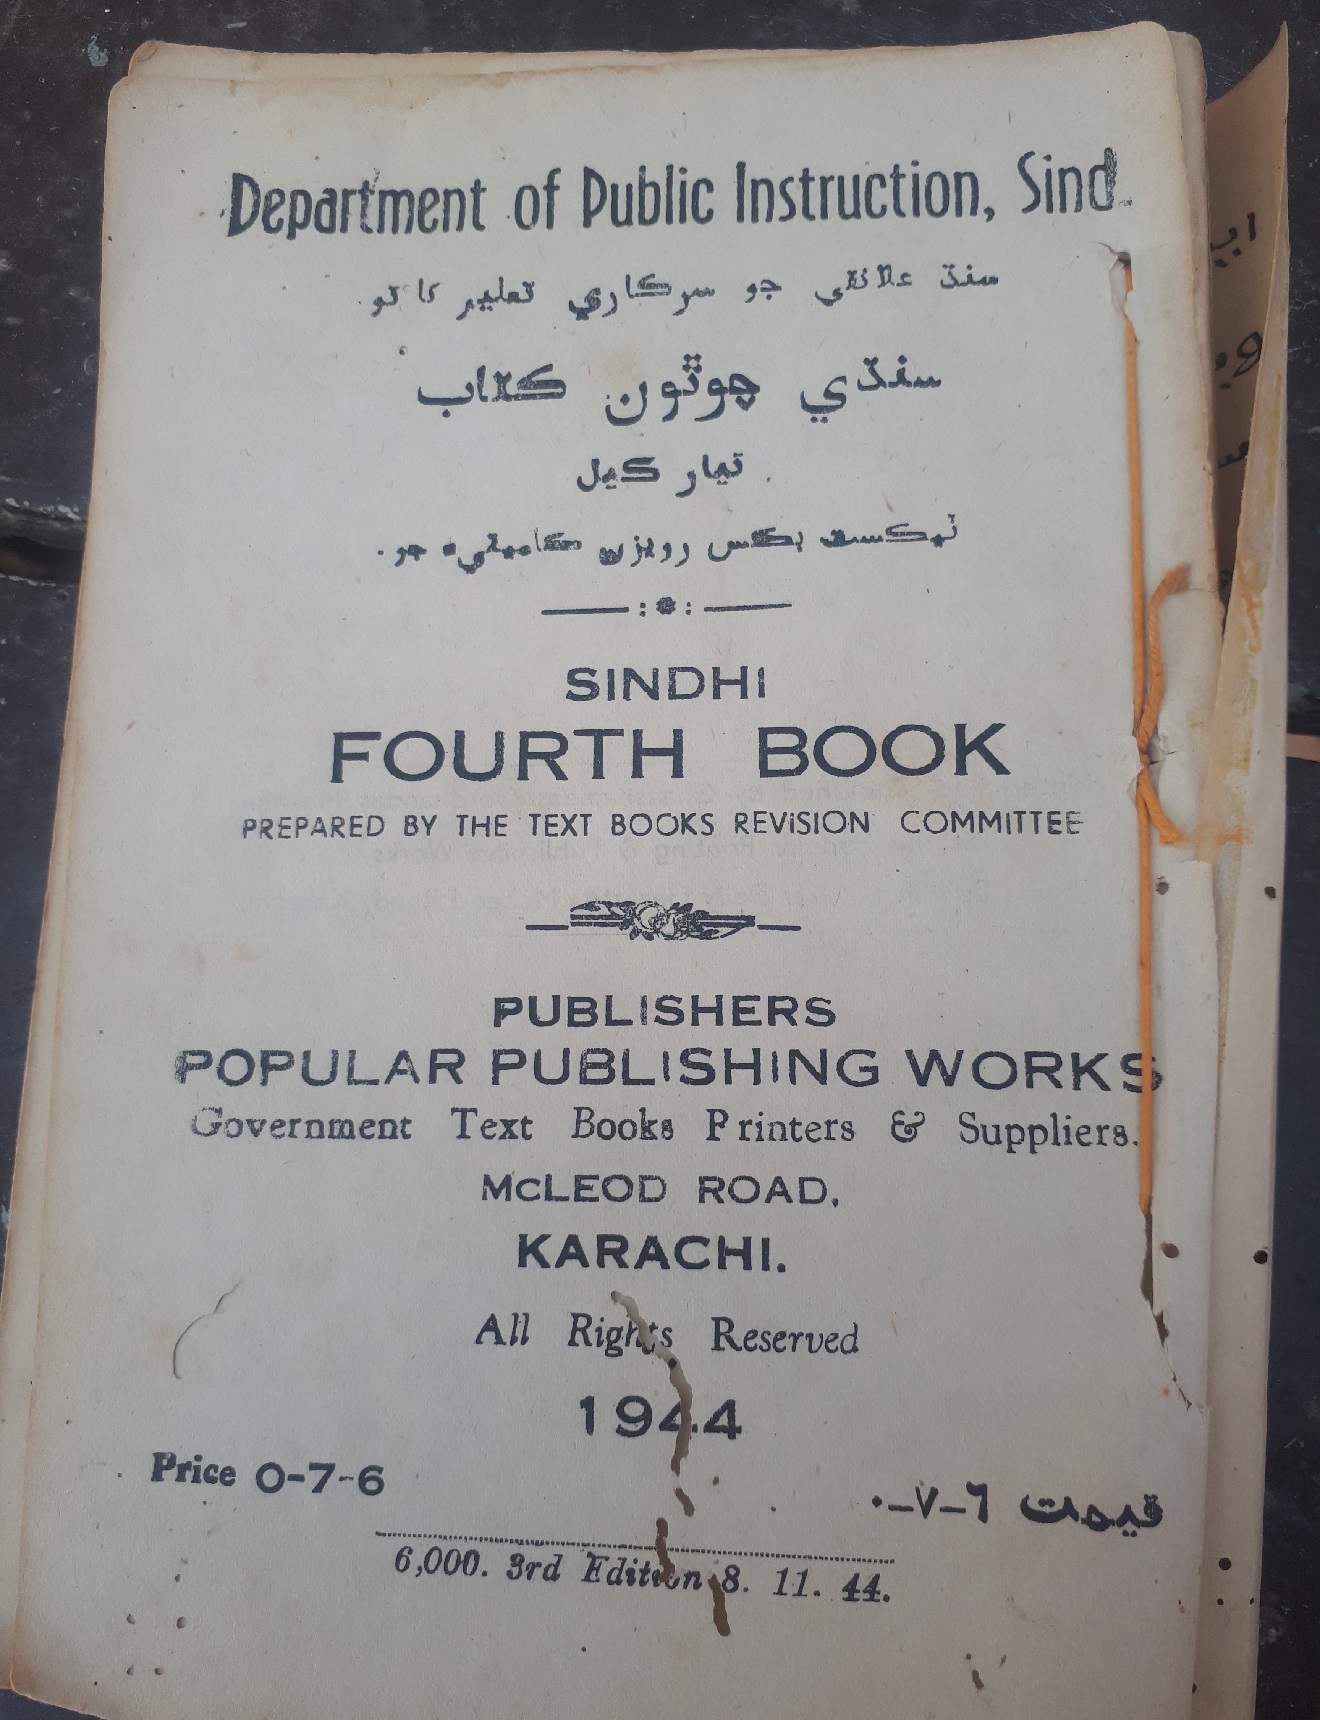 Department of Public Instruction, Sind.
سنڌ علائقي جو سرڪاري تعليم کاتو.
سنڌي چوٿون ڪتاب
تيار ڪيل
ٽيڪسٽ بڪس رويزن ڪاميٽيءَ جو.
SINDHI
FOURTH BOOK
PREPARED BY THE TEXT BOOKS REVISION COMMITTEE
PUBLISHERS
POPULAR PUBLISHING WORKS
Government Text Books Printers & Suppliers.
McLEOD ROAD,
KARACHI.
All Rights Reserved
1944
Price 0-7-6
قيمت ٦-٧-٠
6,000. 3rd Edition 8. 11. 44.